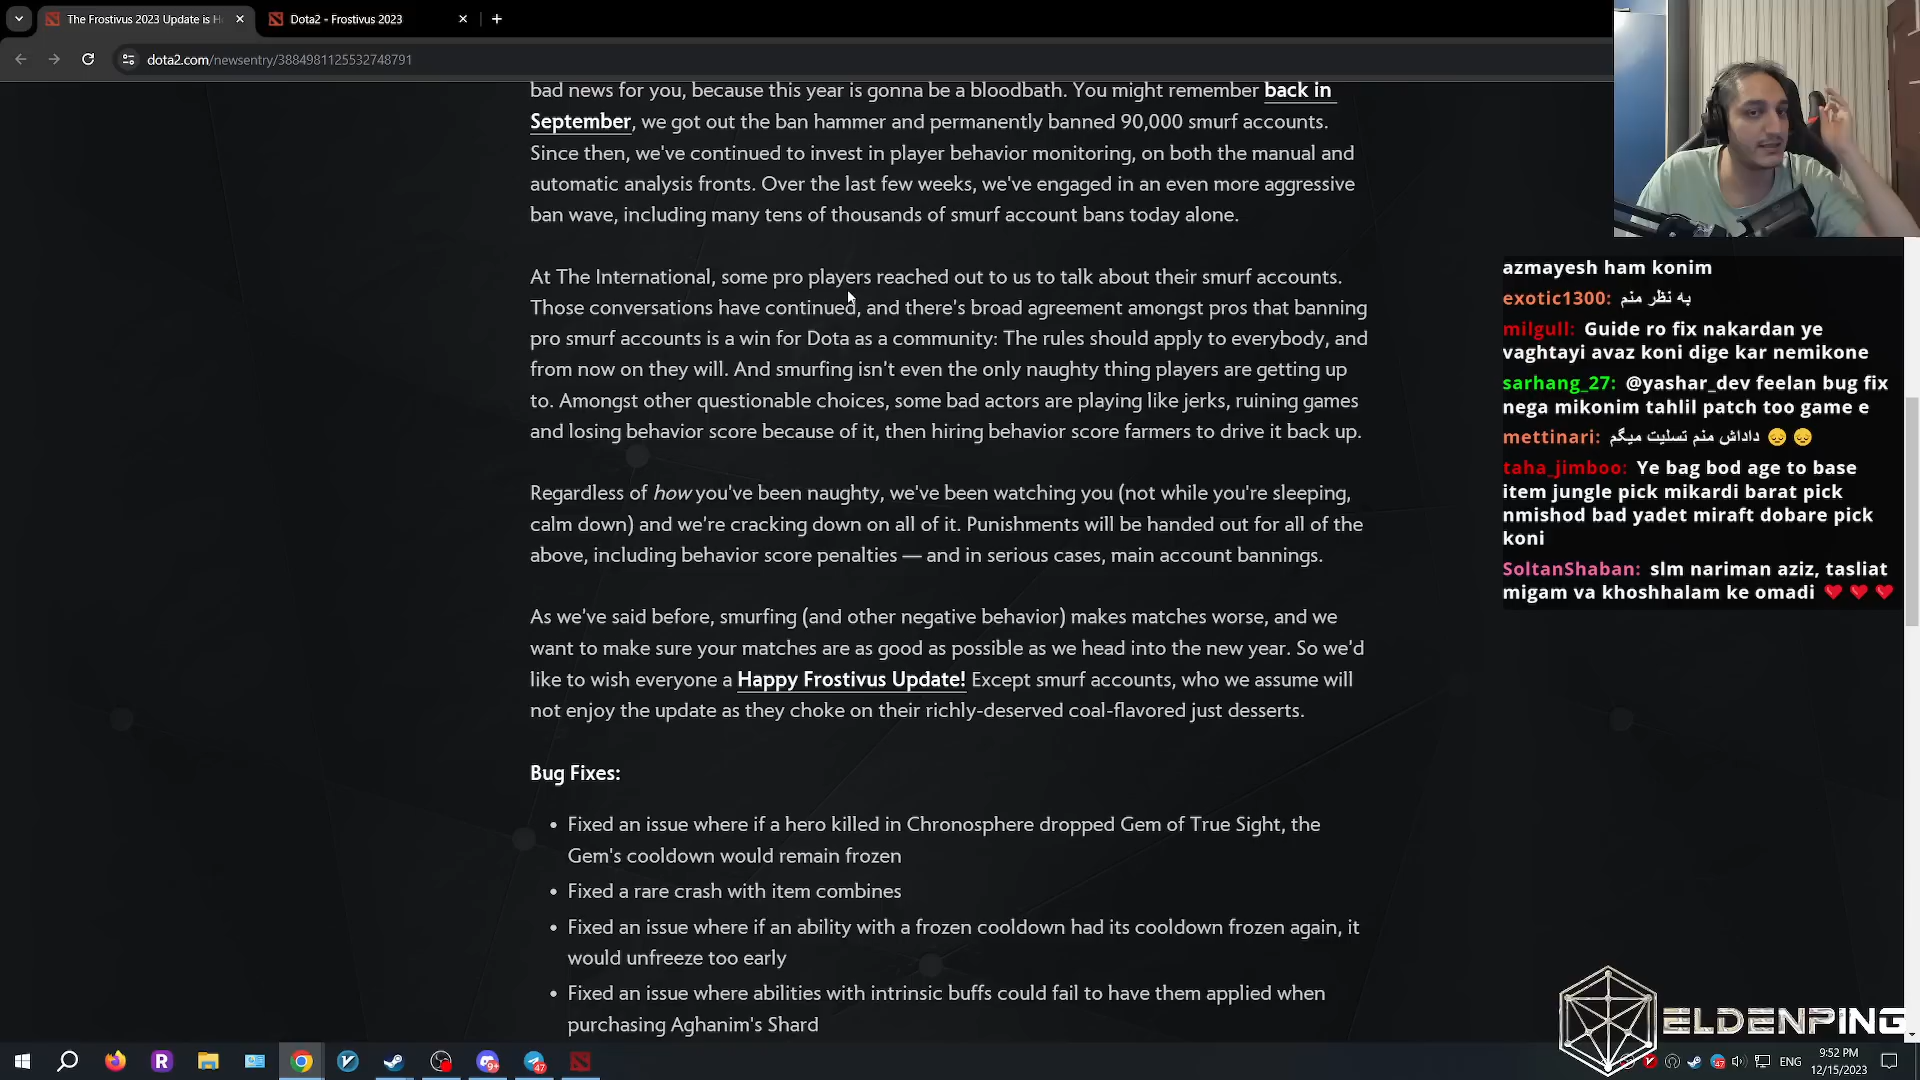 The Frostivus 2023 Update is H
Dota2 - Frostivus 2023
dota2.com/newsentry/3884981125532748791
bad news for you, because this year is gonna be a bloodbath. You might remember back in
September, we got out the ban hammer and permanently banned 90,000 smurf accounts.
Since then, we've continued to invest in player behavior monitoring, on both the manual and
automatic analysis fronts. Over the last few weeks, we've engaged in an even more aggressive
ban wave, including many tens of thousands of smurf account bans today alone.
At The International, some pro players reached out to us to talk about their smurf accounts.
Those conversations have continued, and there's broad agreement amongst pros that banning
pro smurf accounts is a win for Dota as a community: The rules should apply to everybody, and
from now on they will. And smurfing isn't even the only naughty thing players are getting up
to. Amongst other questionable choices, some bad actors are playing like jerks, ruining games
and losing behavior score because of it, then hiring behavior score farmers to drive it back up.
Regardless of how you've been naughty, we've been watching you (not while you're sleeping,
calm down) and we're cracking down on all of it. Punishments will be handed out for all of the
above, including behavior score penalties — and in serious cases, main account bannings.
As we've said before, smurfing (and other negative behavior) makes matches worse, and we
want to make sure your matches are as good as possible as we head into the new year. So we'd
like to wish everyone a Happy Frostivus Update! Except smurf accounts, who we assume will
not enjoy the update as they choke on their richly-deserved coal-flavored just desserts.
Bug Fixes:
• Fixed an issue where if a hero killed in Chronosphere dropped Gem of True Sight, the
Gem's cooldown would remain frozen
• Fixed a rare crash with item combines
• Fixed an issue where if an ability with a frozen cooldown had its cooldown frozen again, it
would unfreeze too early
• Fixed an issue where abilities with intrinsic buffs could fail to have them applied when
purchasing Aghanim's Shard
azmayesh ham konim
exotic1300: به نظر منم
milgull: Guide ro fix nakardan ye
vaghtayi avaz koni dige kar nemikone
sarhang_27: @yashar_dev feelan bug fix
nega mikonim tahlil patch too game e
mettinari: داداش منم تسلیت میگم 😔 😔
taha_jimboo: Ye bag bod age to base
item jungle pick mikardi barat pick
nmishod bad yadet miraft dobare pick
koni
SoltanShaban: slm nariman aziz, tasliat
migam va khoshhalam ke omadi ❤ ❤ ❤
ELDENPING
9+
47
47
ENG
9:52 PM
12/15/2023